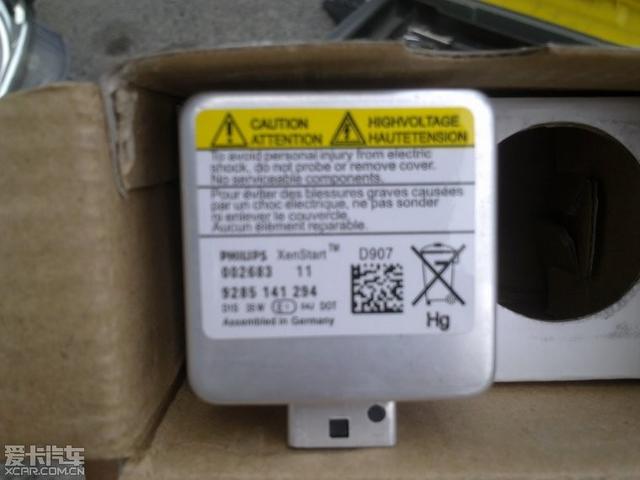 CAUTION
ATTENTION
HIGHVOLTAGE
HAUTETENSION
To avoid personal injury from electric
shock, do not probe or remove cover.
No serviceable components.
Pour éviter des blessures graves causées
par un choc électrique, ne pas sonder
ni enlever le couvercle.
Aucun élément reparable.
PHILIPS XenStart™ D907
002683 11
9285 141 294
D1S 35W DOT
Assembled in Germany
Hg
爱卡汽车
XCAR.COM.CN